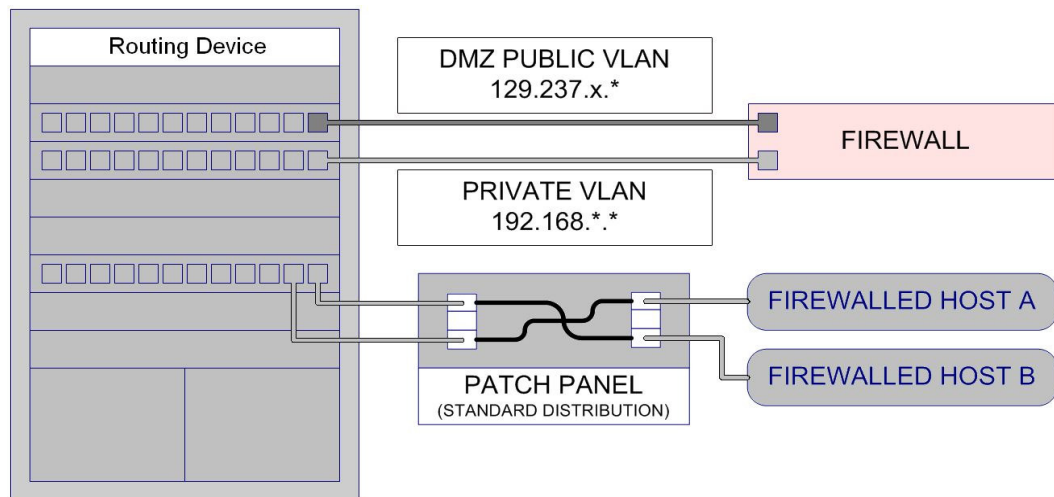 Routing Device
DMZ PUBLIC VLAN
129.237.x.*
FIREWALL
PRIVATE VLAN
192.168.*.*
FIREWALLED HOST A
FIREWALLED HOST B
PATCH PANEL
(STANDARD DISTRIBUTION)